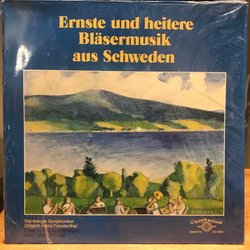 Ernste und heitere
Bläsermusik
aus Schweden
Nürnberger Symphoniker
Dirigent: Heinz Freudenthal